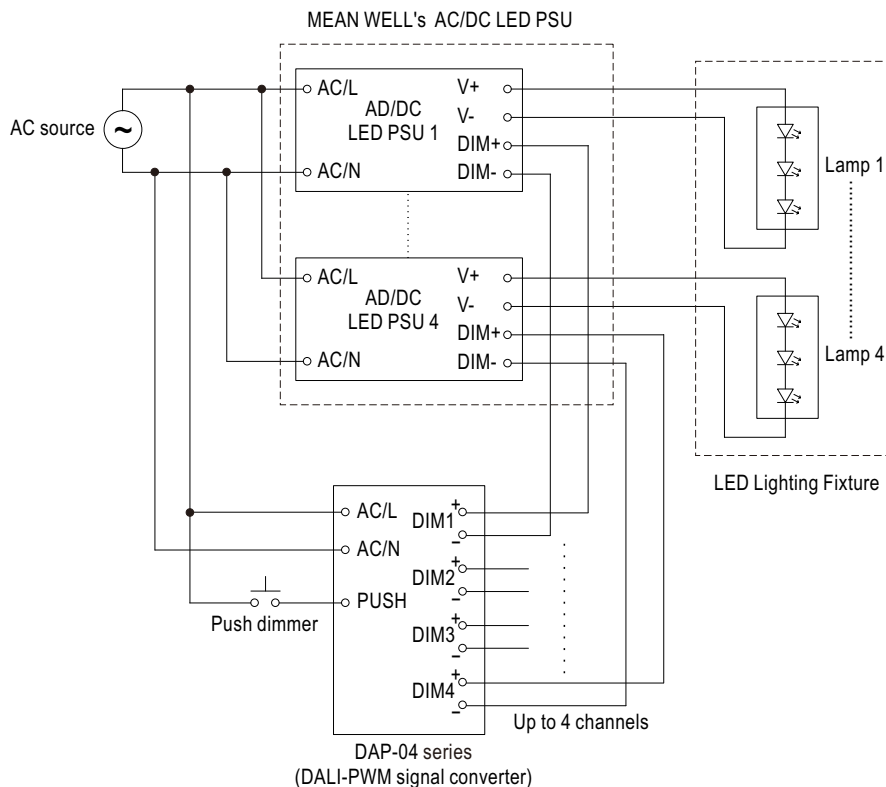 MEAN WELL's AC/DC LED PSU
AC source
~
AC/L
AD/DC
LED PSU 1
AC/N
V+
V-
DIM+
DIM-
AC/L
AD/DC
LED PSU 4
AC/N
V+
V-
DIM+
DIM-
Lamp 1
Lamp 4
LED Lighting Fixture
AC/L
AC/N
PUSH
Push dimmer
DIM1
+
–
DIM2
+
–
DIM3
+
–
DIM4
+
–
Up to 4 channels
DAP-04 series
(DALI-PWM signal converter)